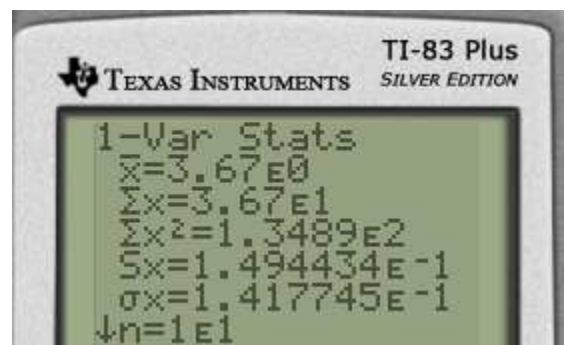 TI-83 Plus
TEXAS INSTRUMENTS SILVER EDITION
1-Var Stats
x̄=3.67ᴇ0
Σx=3.67ᴇ1
Σx²=1.3489ᴇ2
Sx=1.494434ᴇ⁻1
σx=1.417745ᴇ⁻1
↓n=1ᴇ1